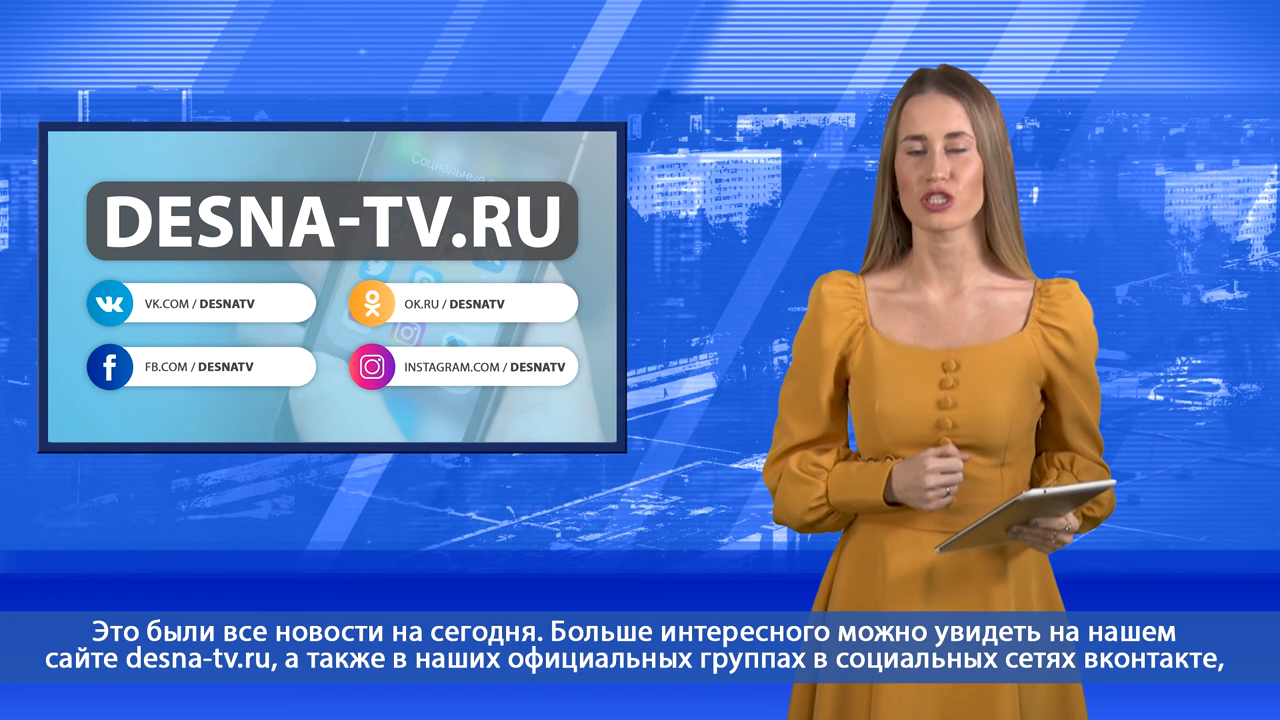 Социальные
DESNA-TV.RU
VK.COM / DESNATV
OK.RU / DESNATV
FB.COM / DESNATV
INSTAGRAM.COM / DESNATV
Это были все новости на сегодня. Больше интересного можно увидеть на нашем
сайте desna-tv.ru, а также в наших официальных группах в социальных сетях вконтакте,